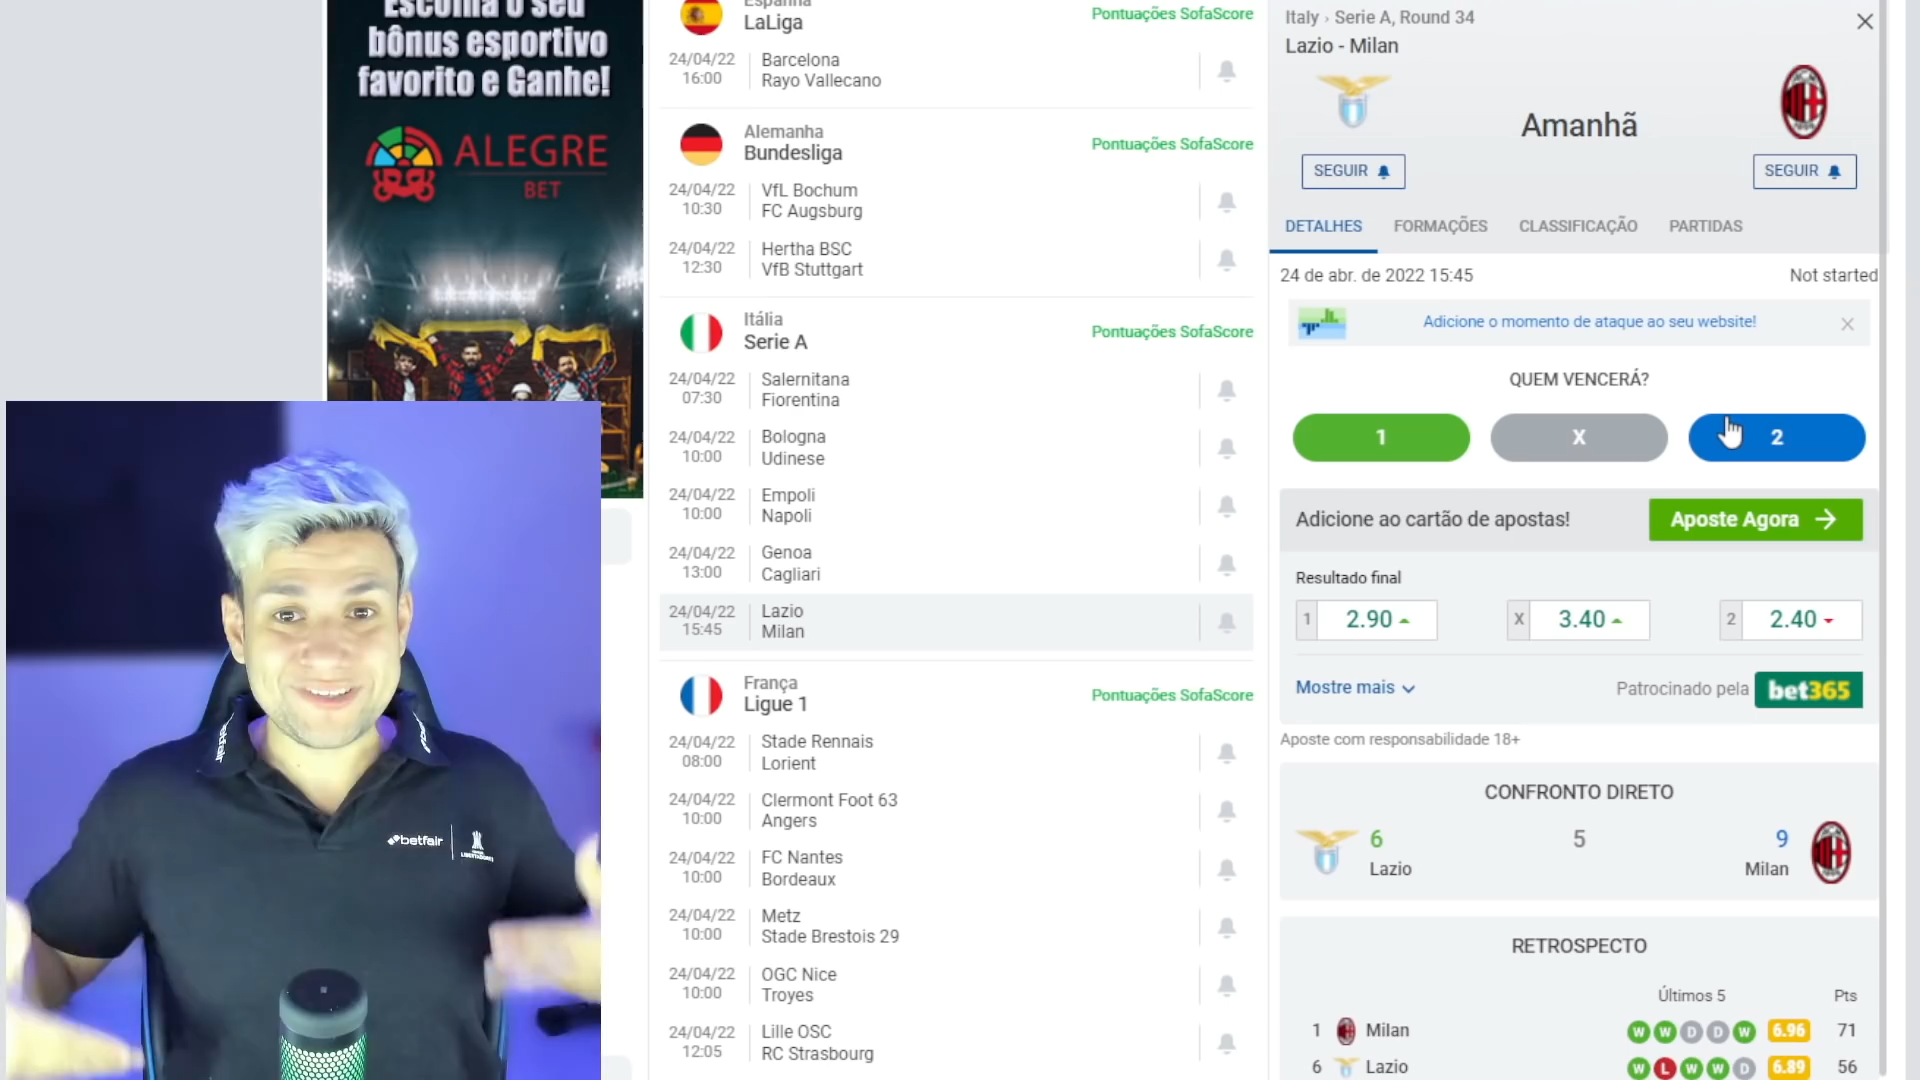 Escolha o seu
bônus esportivo
favorito e Ganhe!
ALEGRE
BET
betfair
LIBERTADORES
Espanha
LaLiga
Pontuações SofaScore
24/04/22 Barcelona
16:00 Rayo Vallecano
Alemanha
Bundesliga
Pontuações SofaScore
24/04/22 VfL Bochum
10:30 FC Augsburg
24/04/22 Hertha BSC
12:30 VfB Stuttgart
Itália
Serie A
Pontuações SofaScore
24/04/22 Salernitana
07:30 Fiorentina
24/04/22 Bologna
10:00 Udinese
24/04/22 Empoli
10:00 Napoli
24/04/22 Genoa
13:00 Cagliari
24/04/22 Lazio
15:45 Milan
França
Ligue 1
Pontuações SofaScore
24/04/22 Stade Rennais
08:00 Lorient
24/04/22 Clermont Foot 63
10:00 Angers
24/04/22 FC Nantes
10:00 Bordeaux
24/04/22 Metz
10:00 Stade Brestois 29
24/04/22 OGC Nice
10:00 Troyes
24/04/22 Lille OSC
12:05 RC Strasbourg
Italy › Serie A, Round 34
Lazio - Milan
Amanhã
SEGUIR SEGUIR
DETALHES FORMAÇÕES CLASSIFICAÇÃO PARTIDAS
24 de abr. de 2022 15:45 Not started
Adicione o momento de ataque ao seu website!
QUEM VENCERÁ?
1 X 2
Adicione ao cartão de apostas! Aposte Agora
Resultado final
1 2.90 X 3.40 2 2.40
Mostre mais Patrocinado pela bet365
Aposte com responsabilidade 18+
CONFRONTO DIRETO
6 5 9
Lazio Milan
RETROSPECTO
Últimos 5 Pts
1 Milan W W D D W 6.96 71
6 Lazio W L W W D 6.89 56